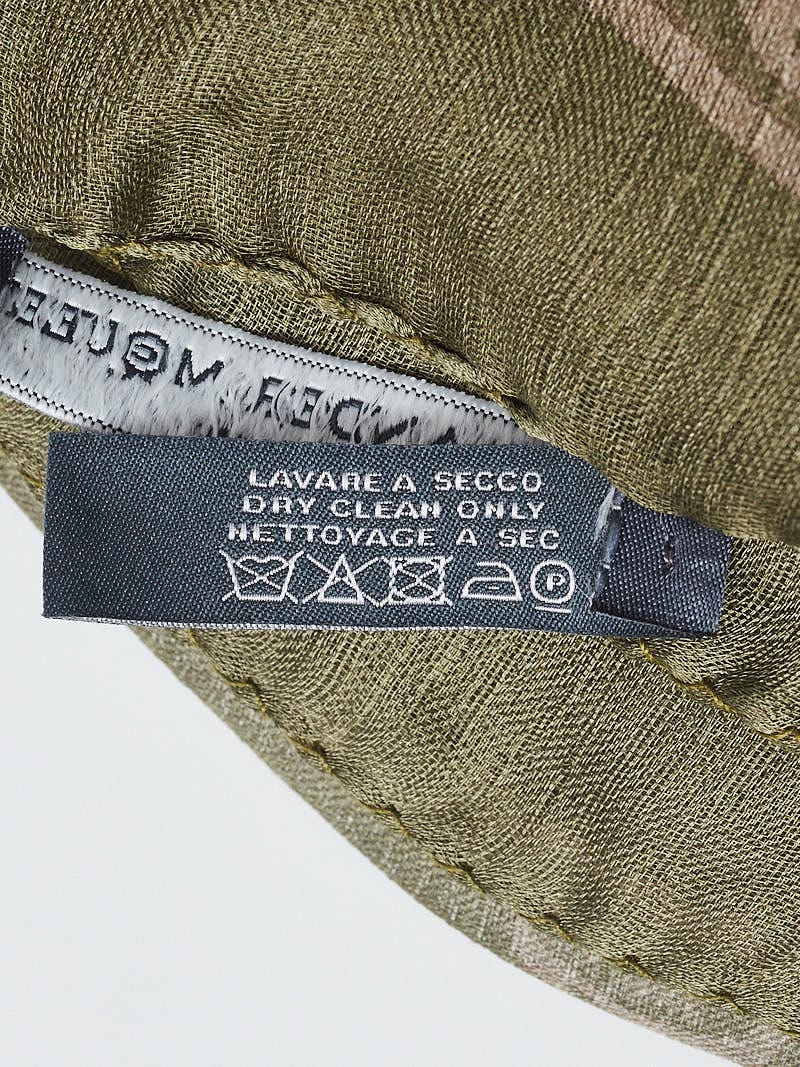 LAVARE A SECCO
DRY CLEAN ONLY
NETTOYAGE A SEC
P